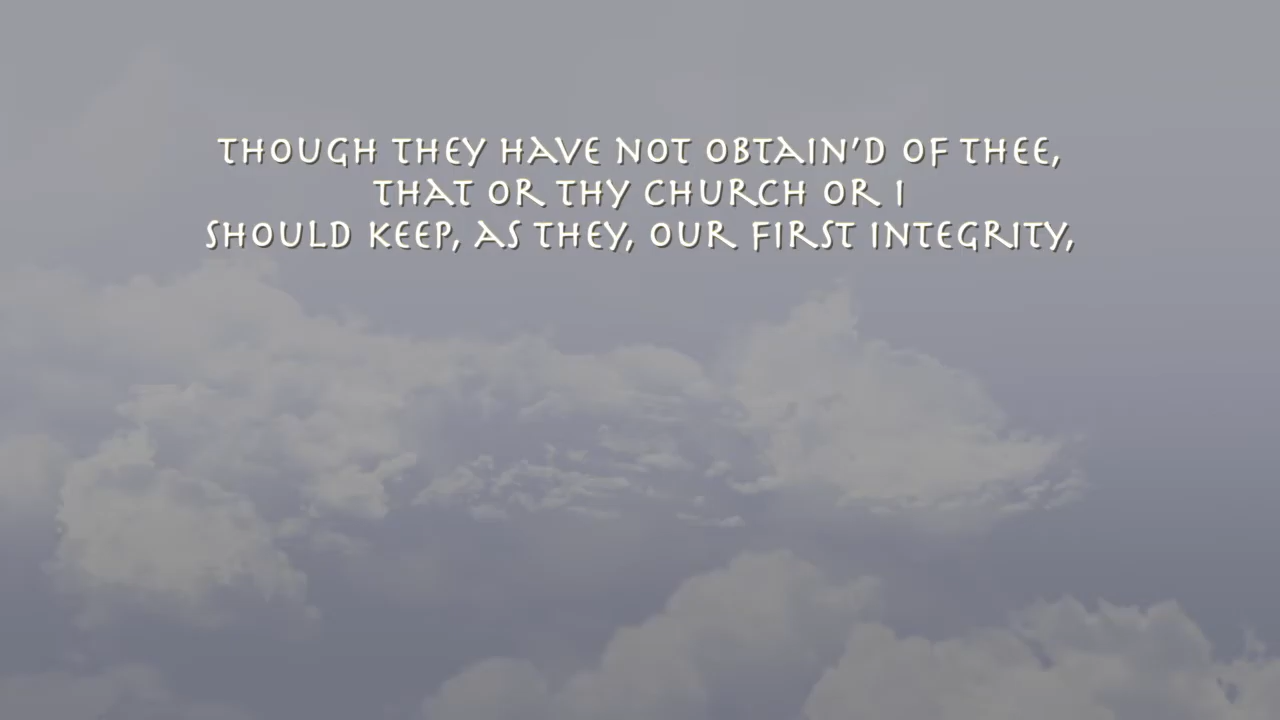 THOUGH THEY HAVE NOT OBTAIN'D OF THEE,
THAT OR THY CHURCH OR I
SHOULD KEEP, AS THEY, OUR FIRST INTEGRITY,